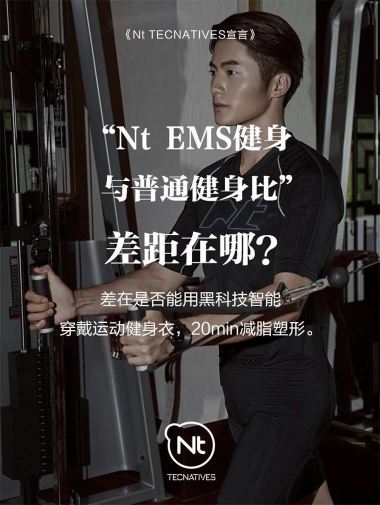 《Nt TECNATIVES宣言》
“Nt EMS健身
与普通健身比”
差距在哪?
差在是否能用黑科技智能
穿戴运动健身衣，20min减脂塑形。
Nt
TECNATIVES